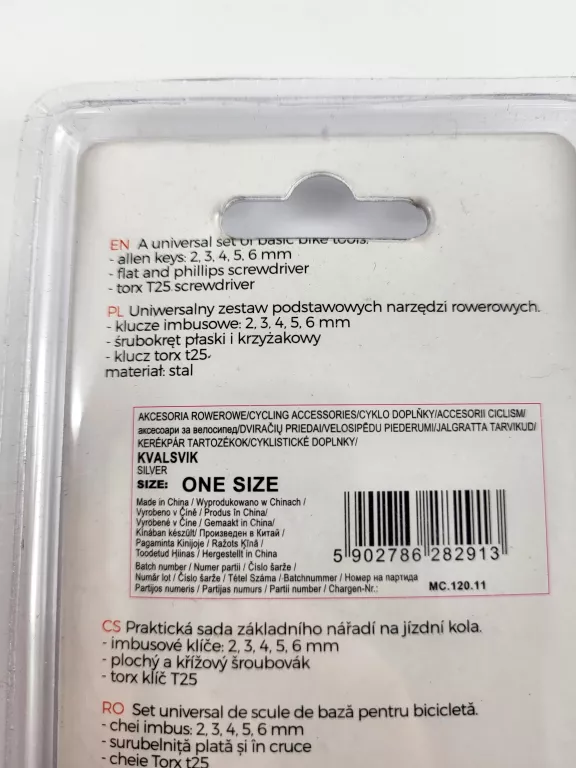 EN A universal set of basic bike tools.
- allen keys: 2, 3, 4, 5, 6 mm
- flat and phillips screwdriver
- torx T25 screwdriver
PL Uniwersalny zestaw podstawowych narzędzi rowerowych.
- klucze imbusowe: 2, 3, 4, 5, 6 mm
- śrubokręt płaski i krzyżakowy
- klucz torx t25
materiał: stal
AKCESORIA ROWEROWE/CYCLING ACCESSORIES/CYKLO DOPLŇKY/ACCESORII CICLISM/
аксесоари за велосипед/DVIRAČIŲ PRIEDAI/VELOSIPĒDU PIEDERUMI/JALGRATTA TARVIKUD/
KERÉKPÁR TARTOZÉKOK/CYKLISTICKÉ DOPLNKY/
KVALSVIK
SILVER
SIZE: ONE SIZE
Made in China / Wyprodukowano w Chinach /
Vyrobeno v Číně / Produs în China/
Vyrobené v Číne / Gemaakt in China/
Kínában készült/ Произведен в Китай /
Pagaminta Kinijoje / Ražots Ķīnā /
Toodetud Hiinas / Hergestellt in China
5 902786 282913
Batch number / Numer partii / Číslo šarže /
Număr lot / Číslo šarže / Tétel Száma / Batchnummer / Номер на партида
Partijos numeris / Partijas numurs / Partii number / Chargen-Nr.:
MC.120.11
CS Praktická sada základního nářadí na jízdní kola.
- imbusové klíče: 2, 3, 4, 5, 6 mm
- plochý a křížový šroubovák
- torx klíč T25
RO Set universal de scule de bază pentru bicicletă.
- chei imbus: 2, 3, 4, 5, 6 mm
- surubelniță plată și în cruce
- cheie Torx t25